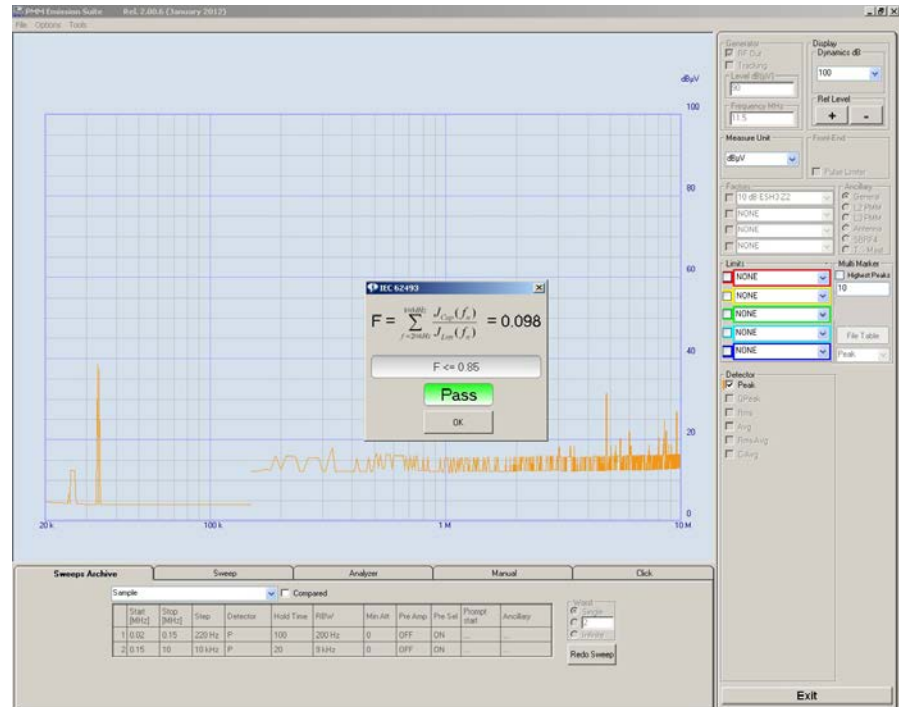 PMM Emission Suite Rel. 2.00.6 (January 2012)
File Options Tools
dBµV
100
80
60
40
20
0
20 k
100 k
1 M
10 M
IEC 62493
F = ∑ J_Cap(f_n) / J_Lim(f_n) = 0.098
F <= 0.85
Pass
OK
Generator
RF Out
Tracking
Level dBµV
90
Frequency MHz
11.5
Display
Dynamics dB
100
Ref Level
+ -
Measure Unit
dBµV
Front-End
Pulse Limiter
Factors
10 dB ESH3-Z2
NONE
NONE
NONE
Ancillary
General
L2 PMM
L3 PMM
Antenna
Limits
NONE
NONE
NONE
NONE
NONE
Multi Marker
Highest Peaks
10
File Table
Peak
Detector
Peak
QPeak
Rms
Avg
RmsAvg
CAvg
Sweeps Archive Sweep Analyzer Manual Click
Sample
Compared
Start [MHz] Stop [MHz] Step Detector Hold Time RBW Min Att Pre Amp Pre Sel Prompt start Ancillary
1 0.02 0.15 220 Hz P 100 200 Hz 0 OFF ON ... ...
2 0.15 10 10 kHz P 20 9 kHz 0 OFF ON ... ...
Single
2
Infinite
Redo Sweep
Exit